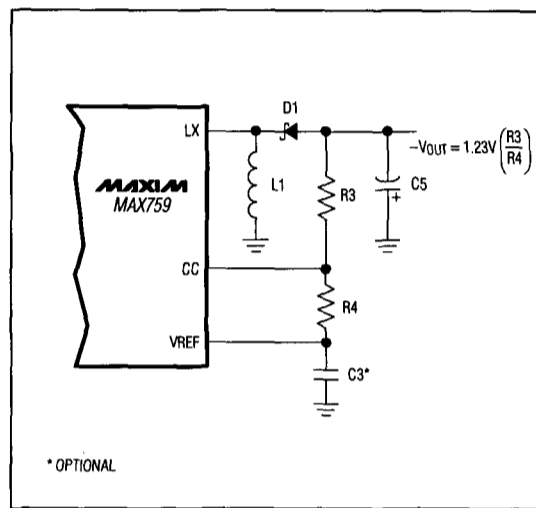 D1
LX
–VOUT = 1.23V (R3/R4)
MAXIM
MAX759
L1
R3
C5
+
CC
R4
VREF
C3*
* OPTIONAL